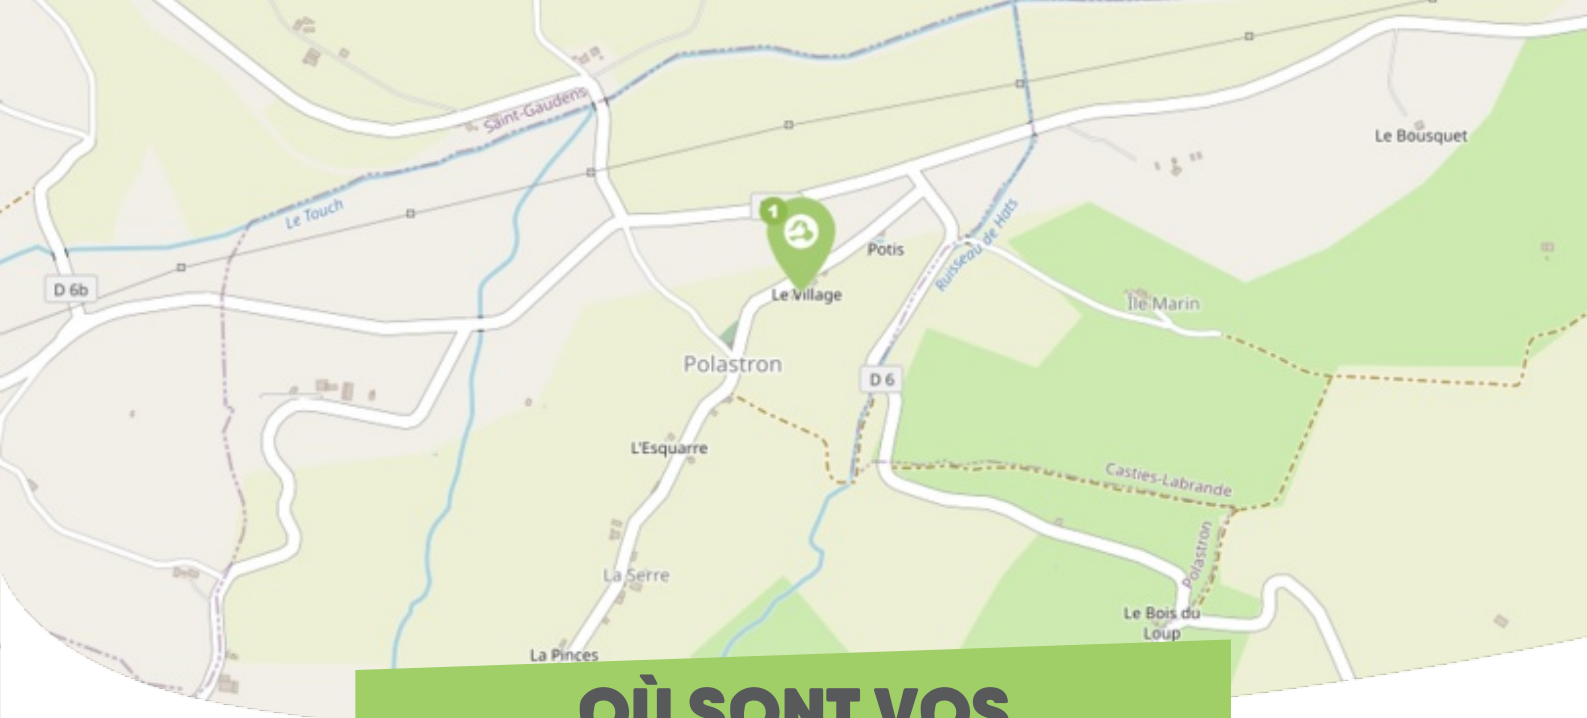 Saint-Gaudens
Le Bousquet
Le Touch
1
Ruisseau de Hats
Potis
D 6b
Le Village
Île Marin
Polastron
D 6
L'Esquarre
Casties-Labrande
Polastron
La Serre
Le Bois du
Loup
La Pinces
OÙ SONT VOS